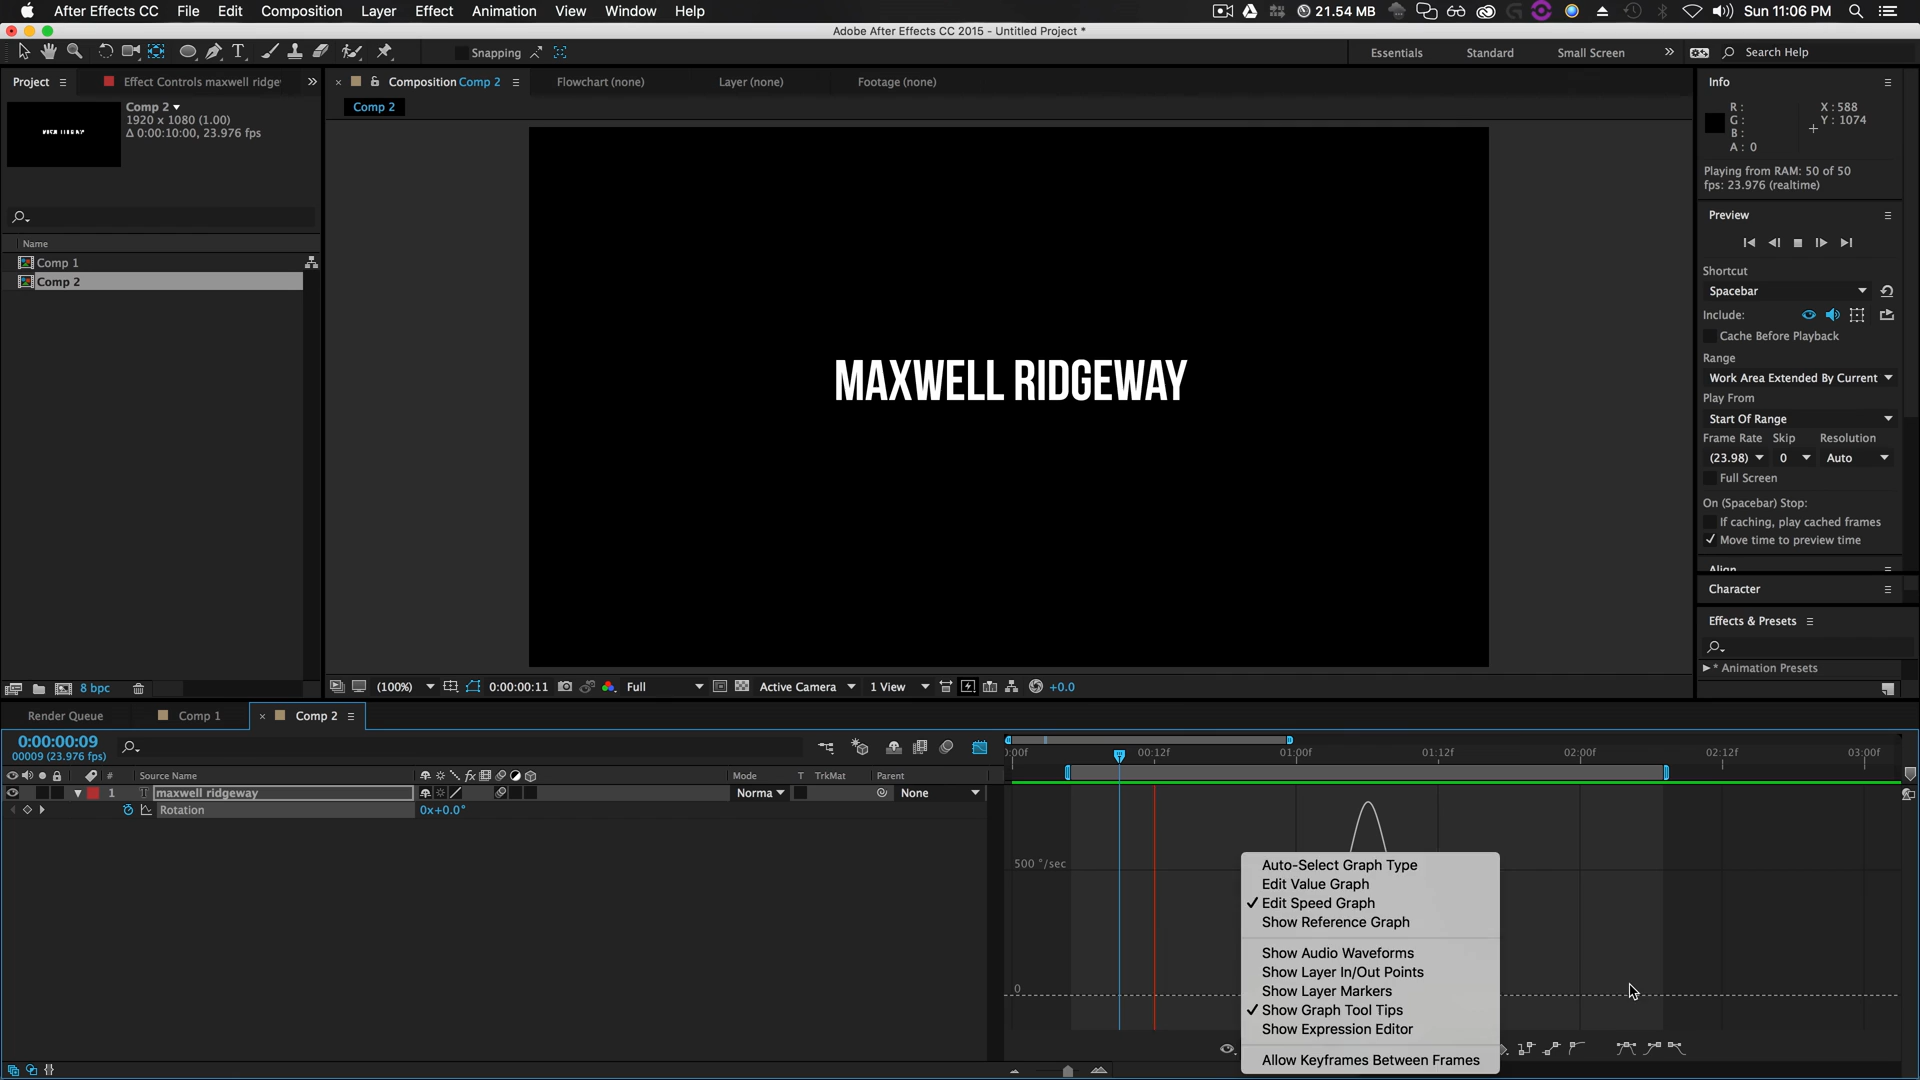 After Effects CC File Edit Composition Layer Effect Animation View Window Help 21.54 MB Sun 11:06 PM
Adobe After Effects CC 2015 - Untitled Project *
Snapping Essentials Standard Small Screen Search Help
Project Effect Controls maxwell ridge Composition Comp 2 Flowchart (none) Layer (none) Footage (none) Info
Comp 2
1920 x 1080 (1.00)
Δ 0:00:10:00, 23.976 fps
Comp 2
R :
G :
B :
A : 0
X : 588
Y : 1074
Playing from RAM: 50 of 50
fps: 23.976 (realtime)
Preview
Name
Comp 1
Comp 2
Shortcut
Spacebar
Include:
Cache Before Playback
Range
Work Area Extended By Current
Play From
Start Of Range
Frame Rate Skip Resolution
(23.98) 0 Auto
Full Screen
On (Spacebar) Stop:
If caching, play cached frames
Move time to preview time
Align
Character
Effects & Presets
* Animation Presets
MAXWELL RIDGEWAY
8 bpc
(100%) 0:00:00:11 Full Active Camera 1 View +0.0
Render Queue Comp 1 Comp 2
0:00:00:09
00009 (23.976 fps)
# Source Name Mode T TrkMat Parent
1 T maxwell ridgeway Norma None
Rotation 0x+0.0°
:00f 00:12f 01:00f 01:12f 02:00f 02:12f 03:00f
500 °/sec
0
Auto-Select Graph Type
Edit Value Graph
Edit Speed Graph
Show Reference Graph
Show Audio Waveforms
Show Layer In/Out Points
Show Layer Markers
Show Graph Tool Tips
Show Expression Editor
Allow Keyframes Between Frames